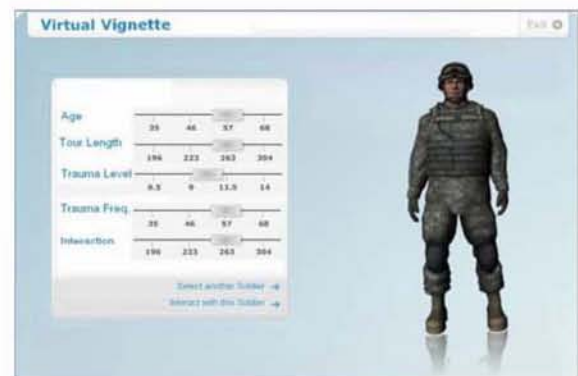 Virtual Vignette
Exit
Age
35 46 57 68
Tour Length
196 223 263 304
Trauma Level
6.5 9 11.5 14
Trauma Freq.
35 46 57 68
Interaction
196 233 263 304
Select another Soldier
Interact with this Soldier